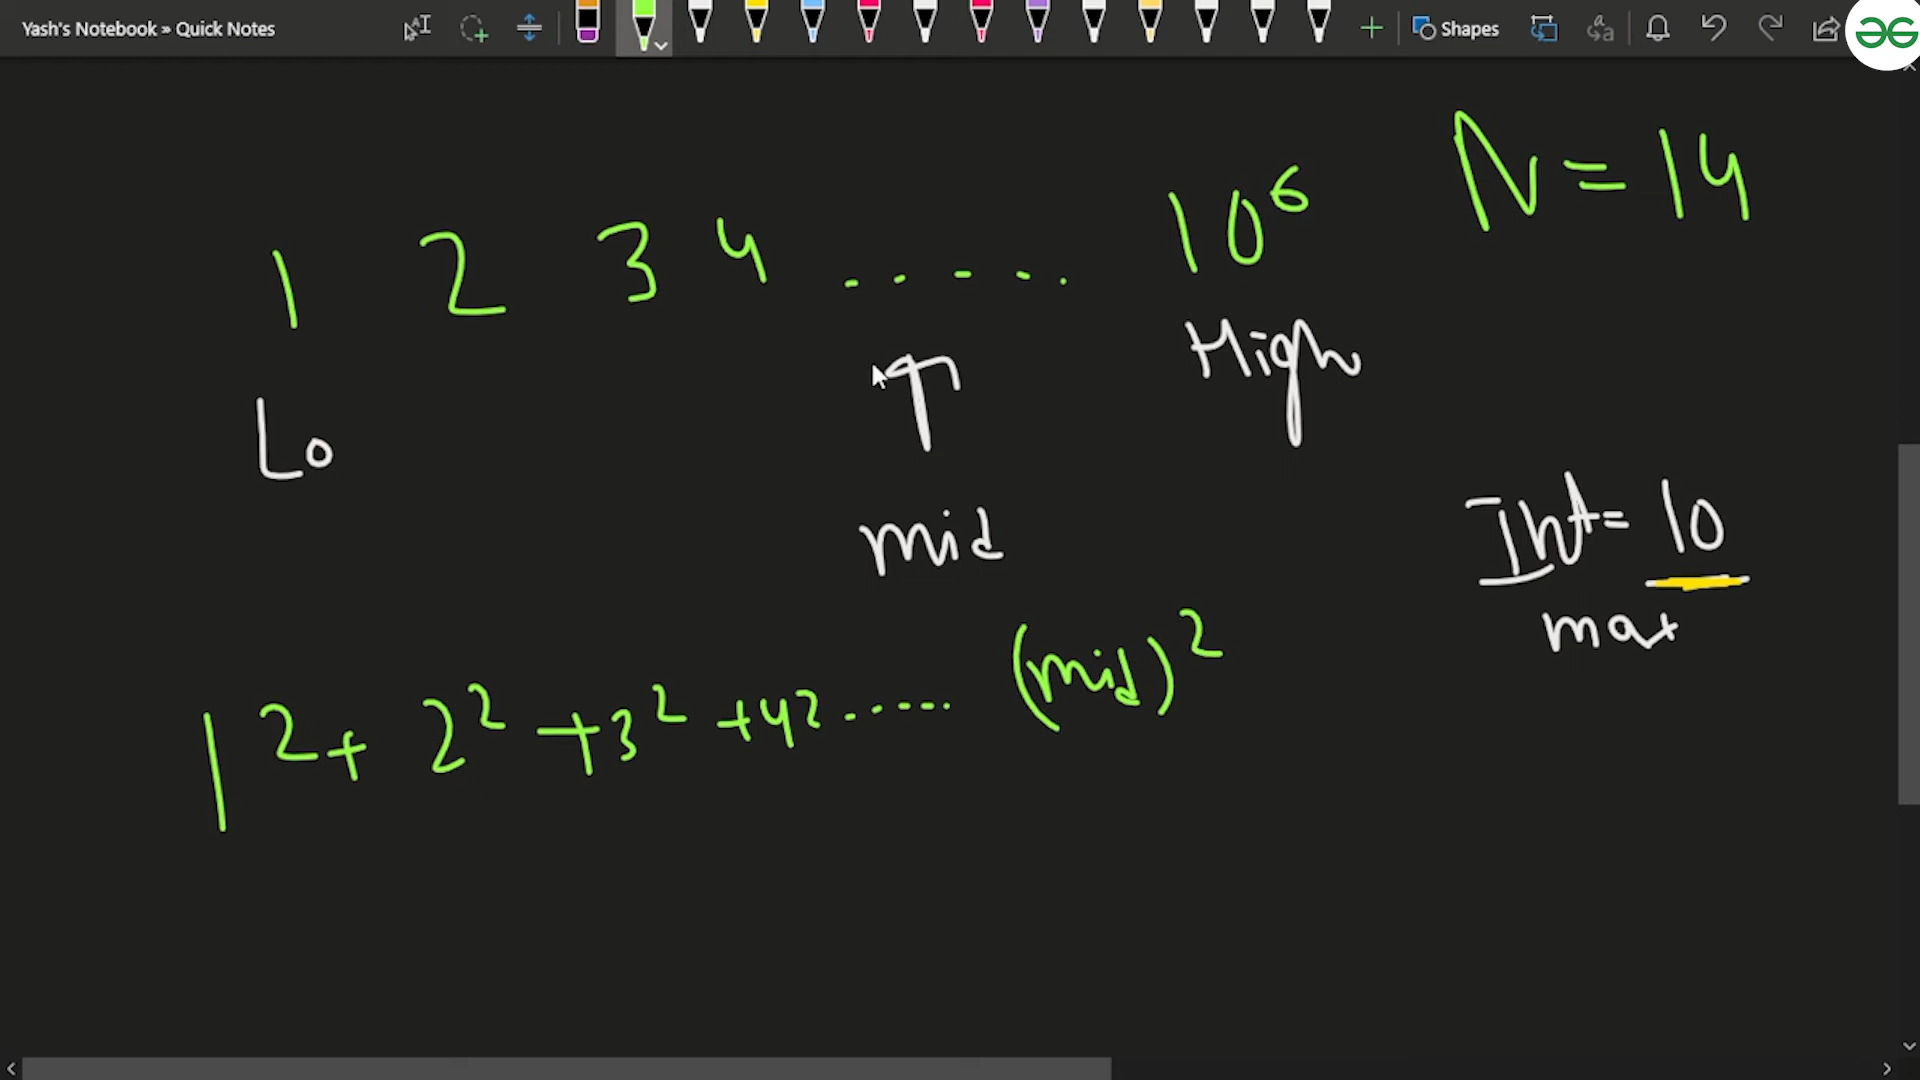 Yash's Notebook » Quick Notes
Shapes
N = 14
1 2 3 4 ..... 10⁶
Lo
High
mid
Int = 10
max
1² + 2² + 3² + 4² ..... (mid)²